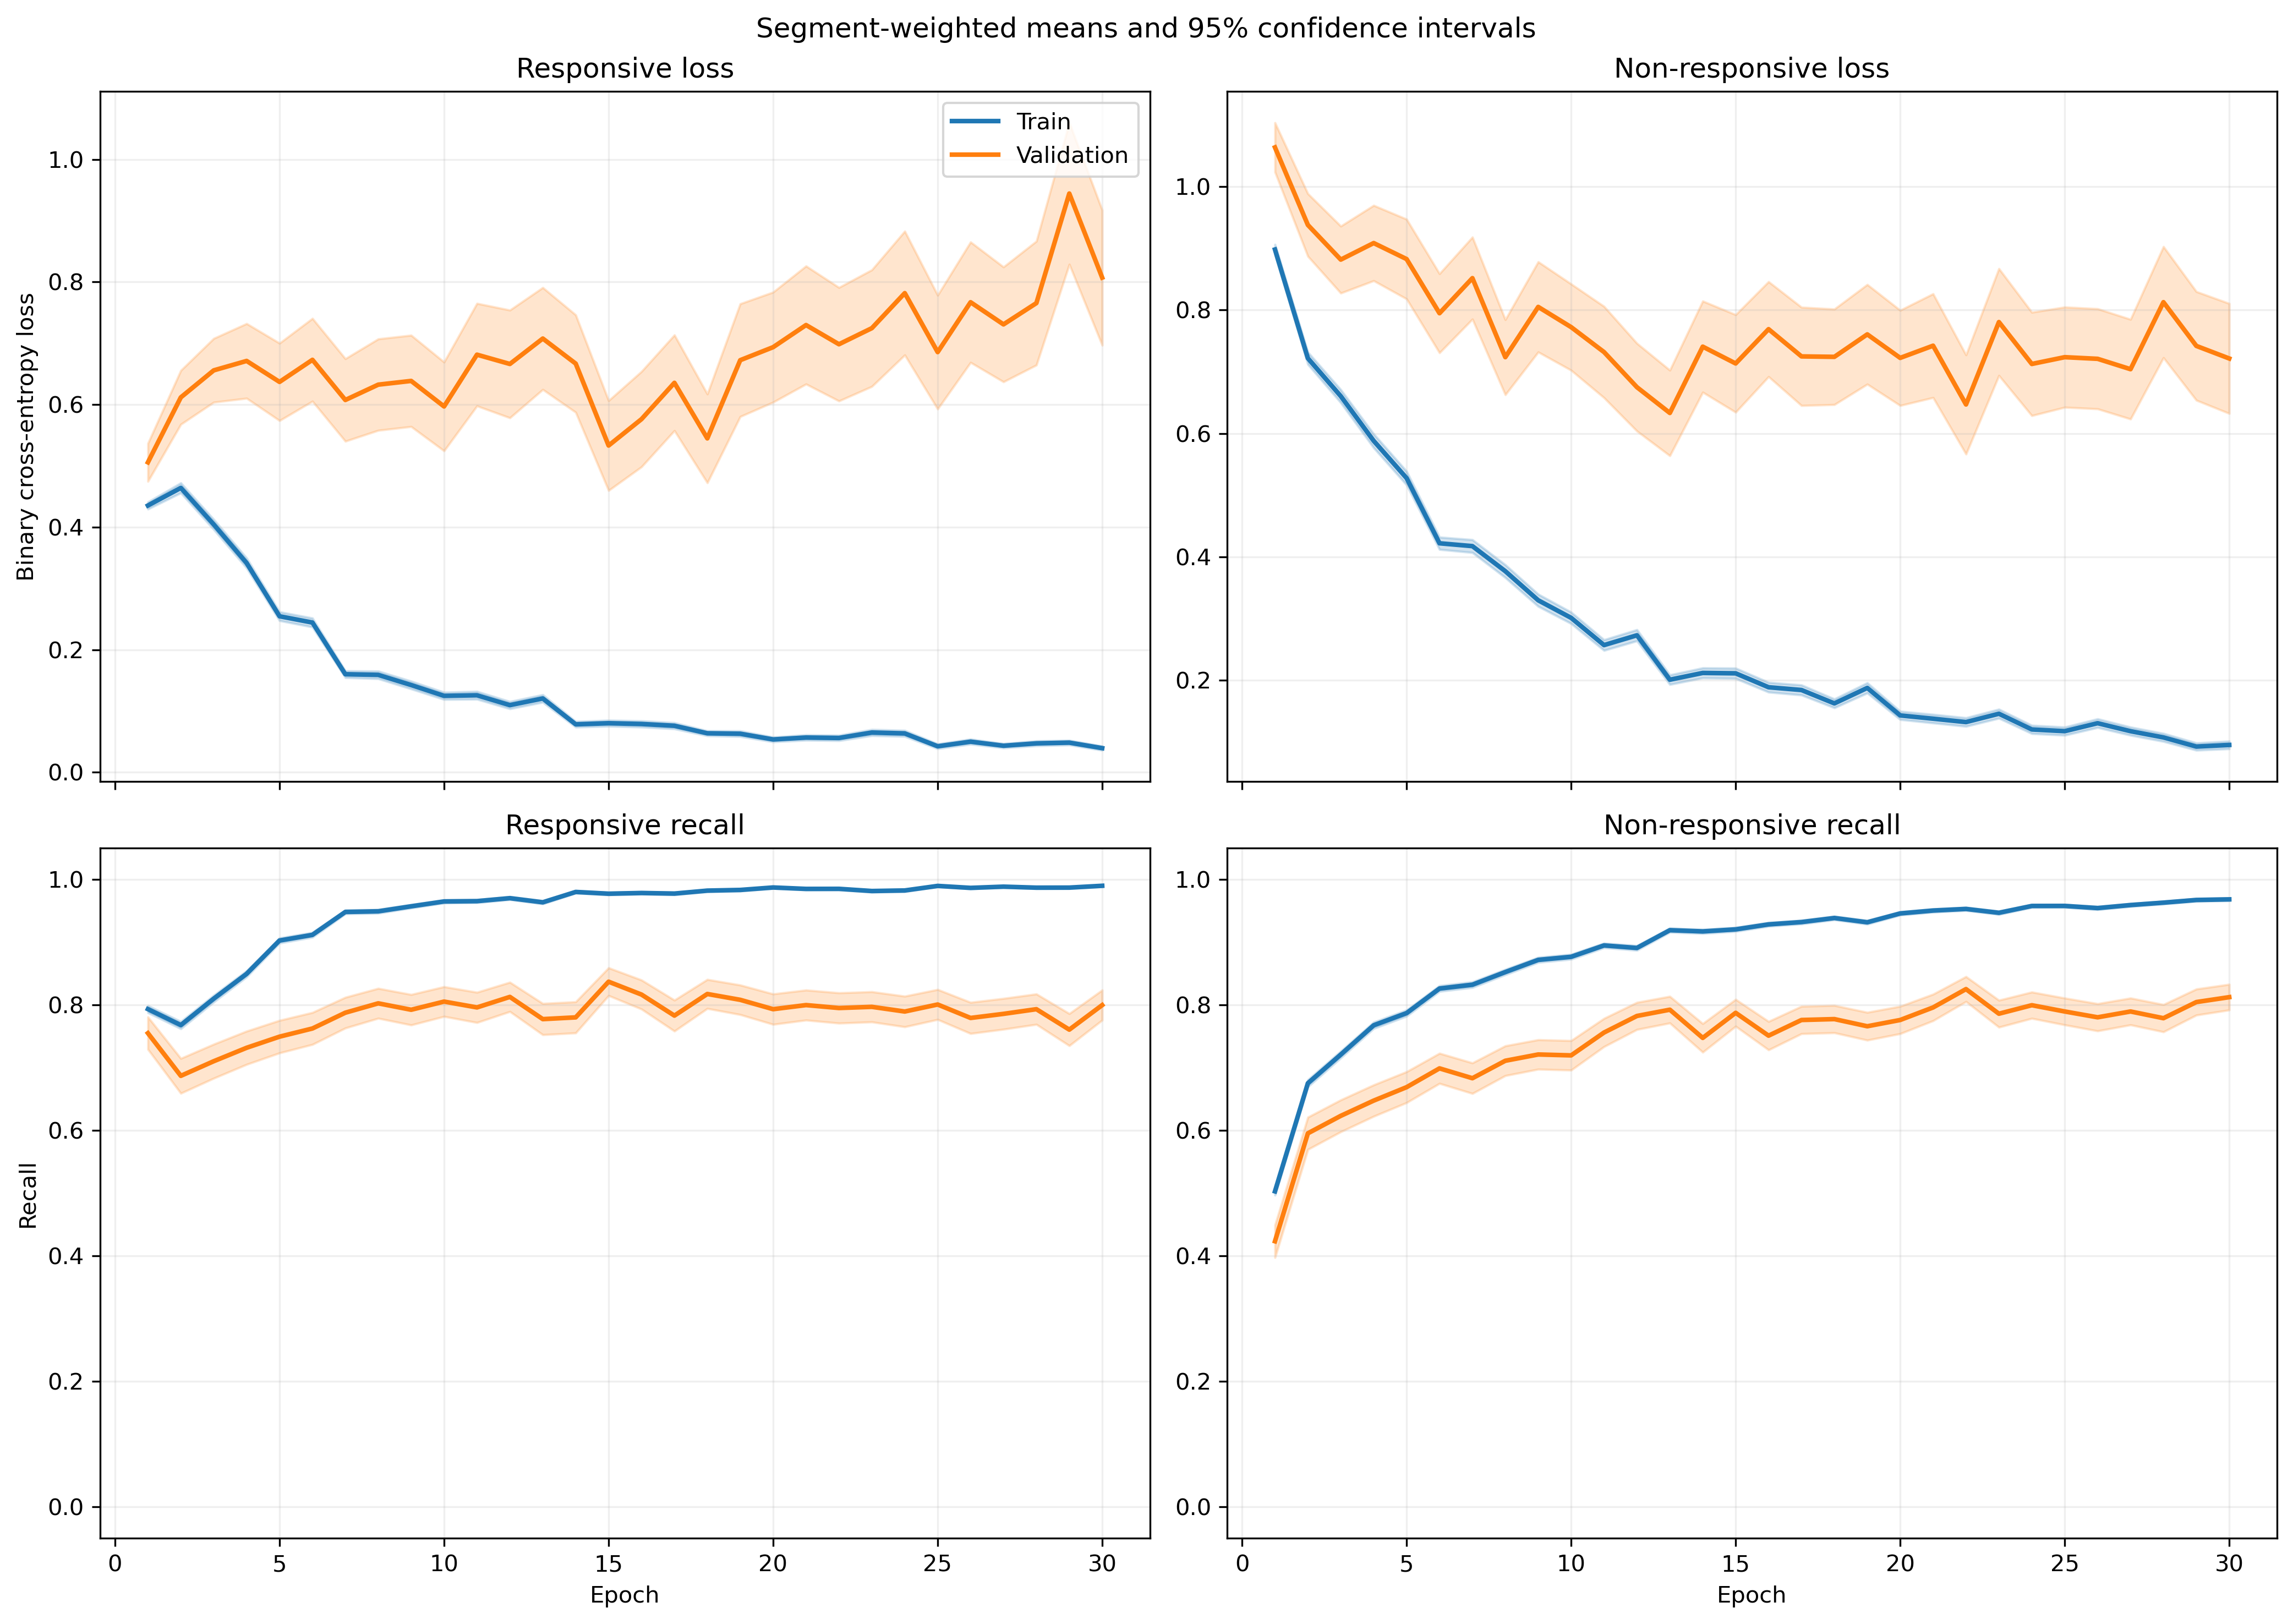 Segment-weighted means and 95% confidence intervals
Responsive loss
Non-responsive loss
Train
Validation
Binary cross-entropy loss
1.0
0.8
0.6
0.4
0.2
0.0
1.0
0.8
0.6
0.4
0.2
Responsive recall
Non-responsive recall
Recall
1.0
0.8
0.6
0.4
0.2
0.0
0 5 10 15 20 25 30
Epoch
1.0
0.8
0.6
0.4
0.2
0.0
0 5 10 15 20 25 30
Epoch